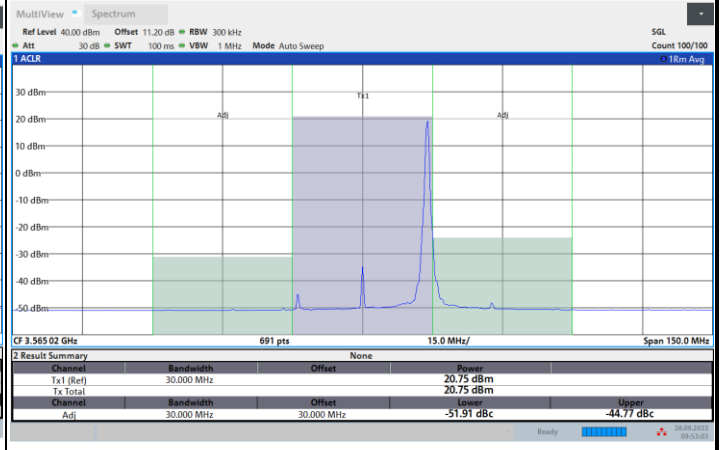 MultiView Spectrum
Ref Level 40.00 dBm Offset 11.20 dB RBW 300 kHz SGL
Att 30 dB SWT 100 ms VBW 1 MHz Mode Auto Sweep Count 100/100
1 ACLR 1Rm Avg
30 dBm
Tx1
20 dBm Adj Adj
10 dBm
0 dBm
-10 dBm
-20 dBm
-30 dBm
-40 dBm
-50 dBm
CF 3.565 02 GHz 691 pts 15.0 MHz/ Span 150.0 MHz
2 Result Summary None
Channel Bandwidth Offset Power
Tx1 (Ref) 30.000 MHz 20.75 dBm
Tx Total 20.75 dBm
Channel Bandwidth Offset Lower Upper
Adj 30.000 MHz 30.000 MHz -51.91 dBc -44.77 dBc
Ready 28.09.2022
09:53:03